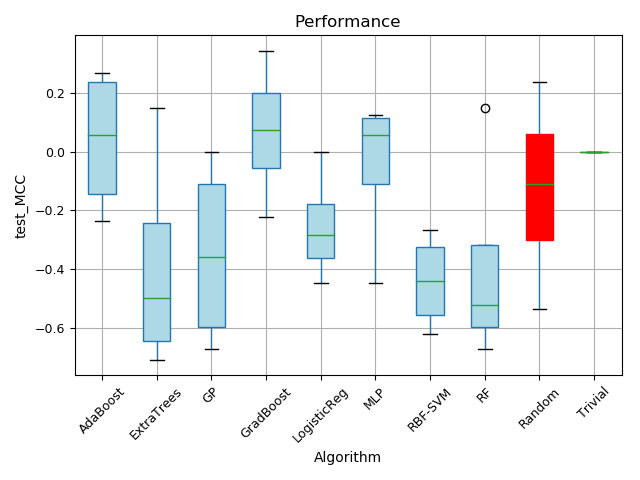 Performance
test_MCC
0.2
0.0
−0.2
−0.4
−0.6
AdaBoost
ExtraTrees
GP
GradBoost
LogisticReg
MLP
RBF-SVM
RF
Random
Trivial
Algorithm